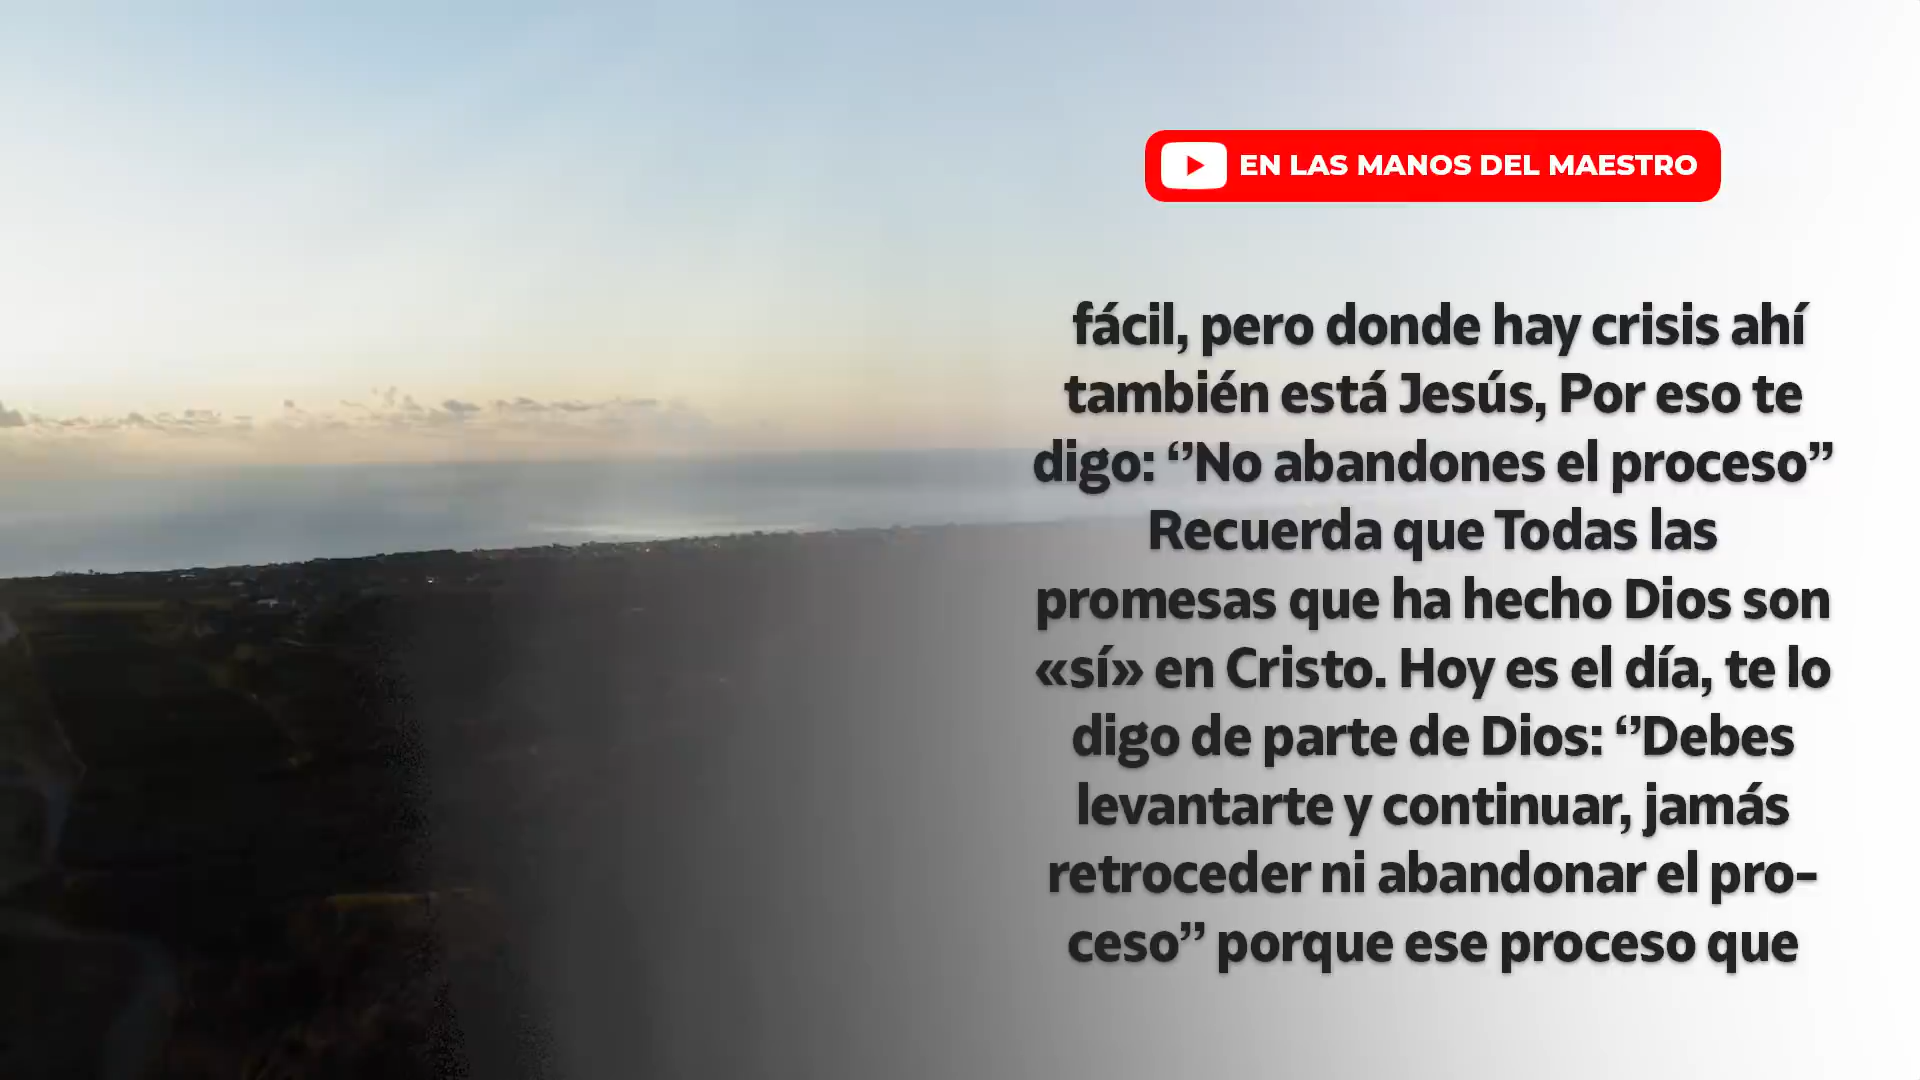 EN LAS MANOS DEL MAESTRO
fácil, pero donde hay crisis ahí
también está Jesús, Por eso te
digo: ‘’No abandones el proceso”
Recuerda que Todas las
promesas que ha hecho Dios son
«sí» en Cristo. Hoy es el día, te lo
digo de parte de Dios: ‘’Debes
levantarte y continuar, jamás
retroceder ni abandonar el pro-
ceso” porque ese proceso que